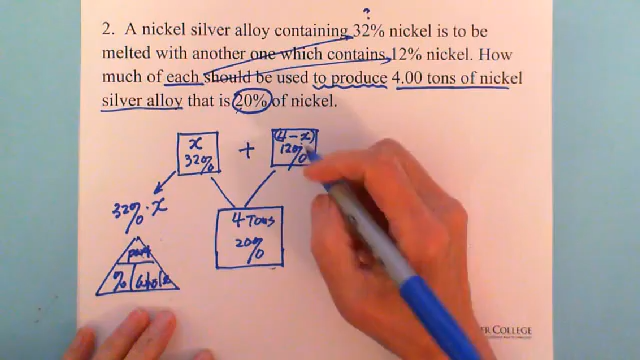 ?
2. A nickel silver alloy containing 32% nickel is to be
melted with another one which contains 12% nickel. How
much of each should be used to produce 4.00 tons of nickel
silver alloy that is 20% of nickel.
x + (4-x)
32% 12%
32%·x 4 Tons
20%
part
% whole
ER COLLEGE